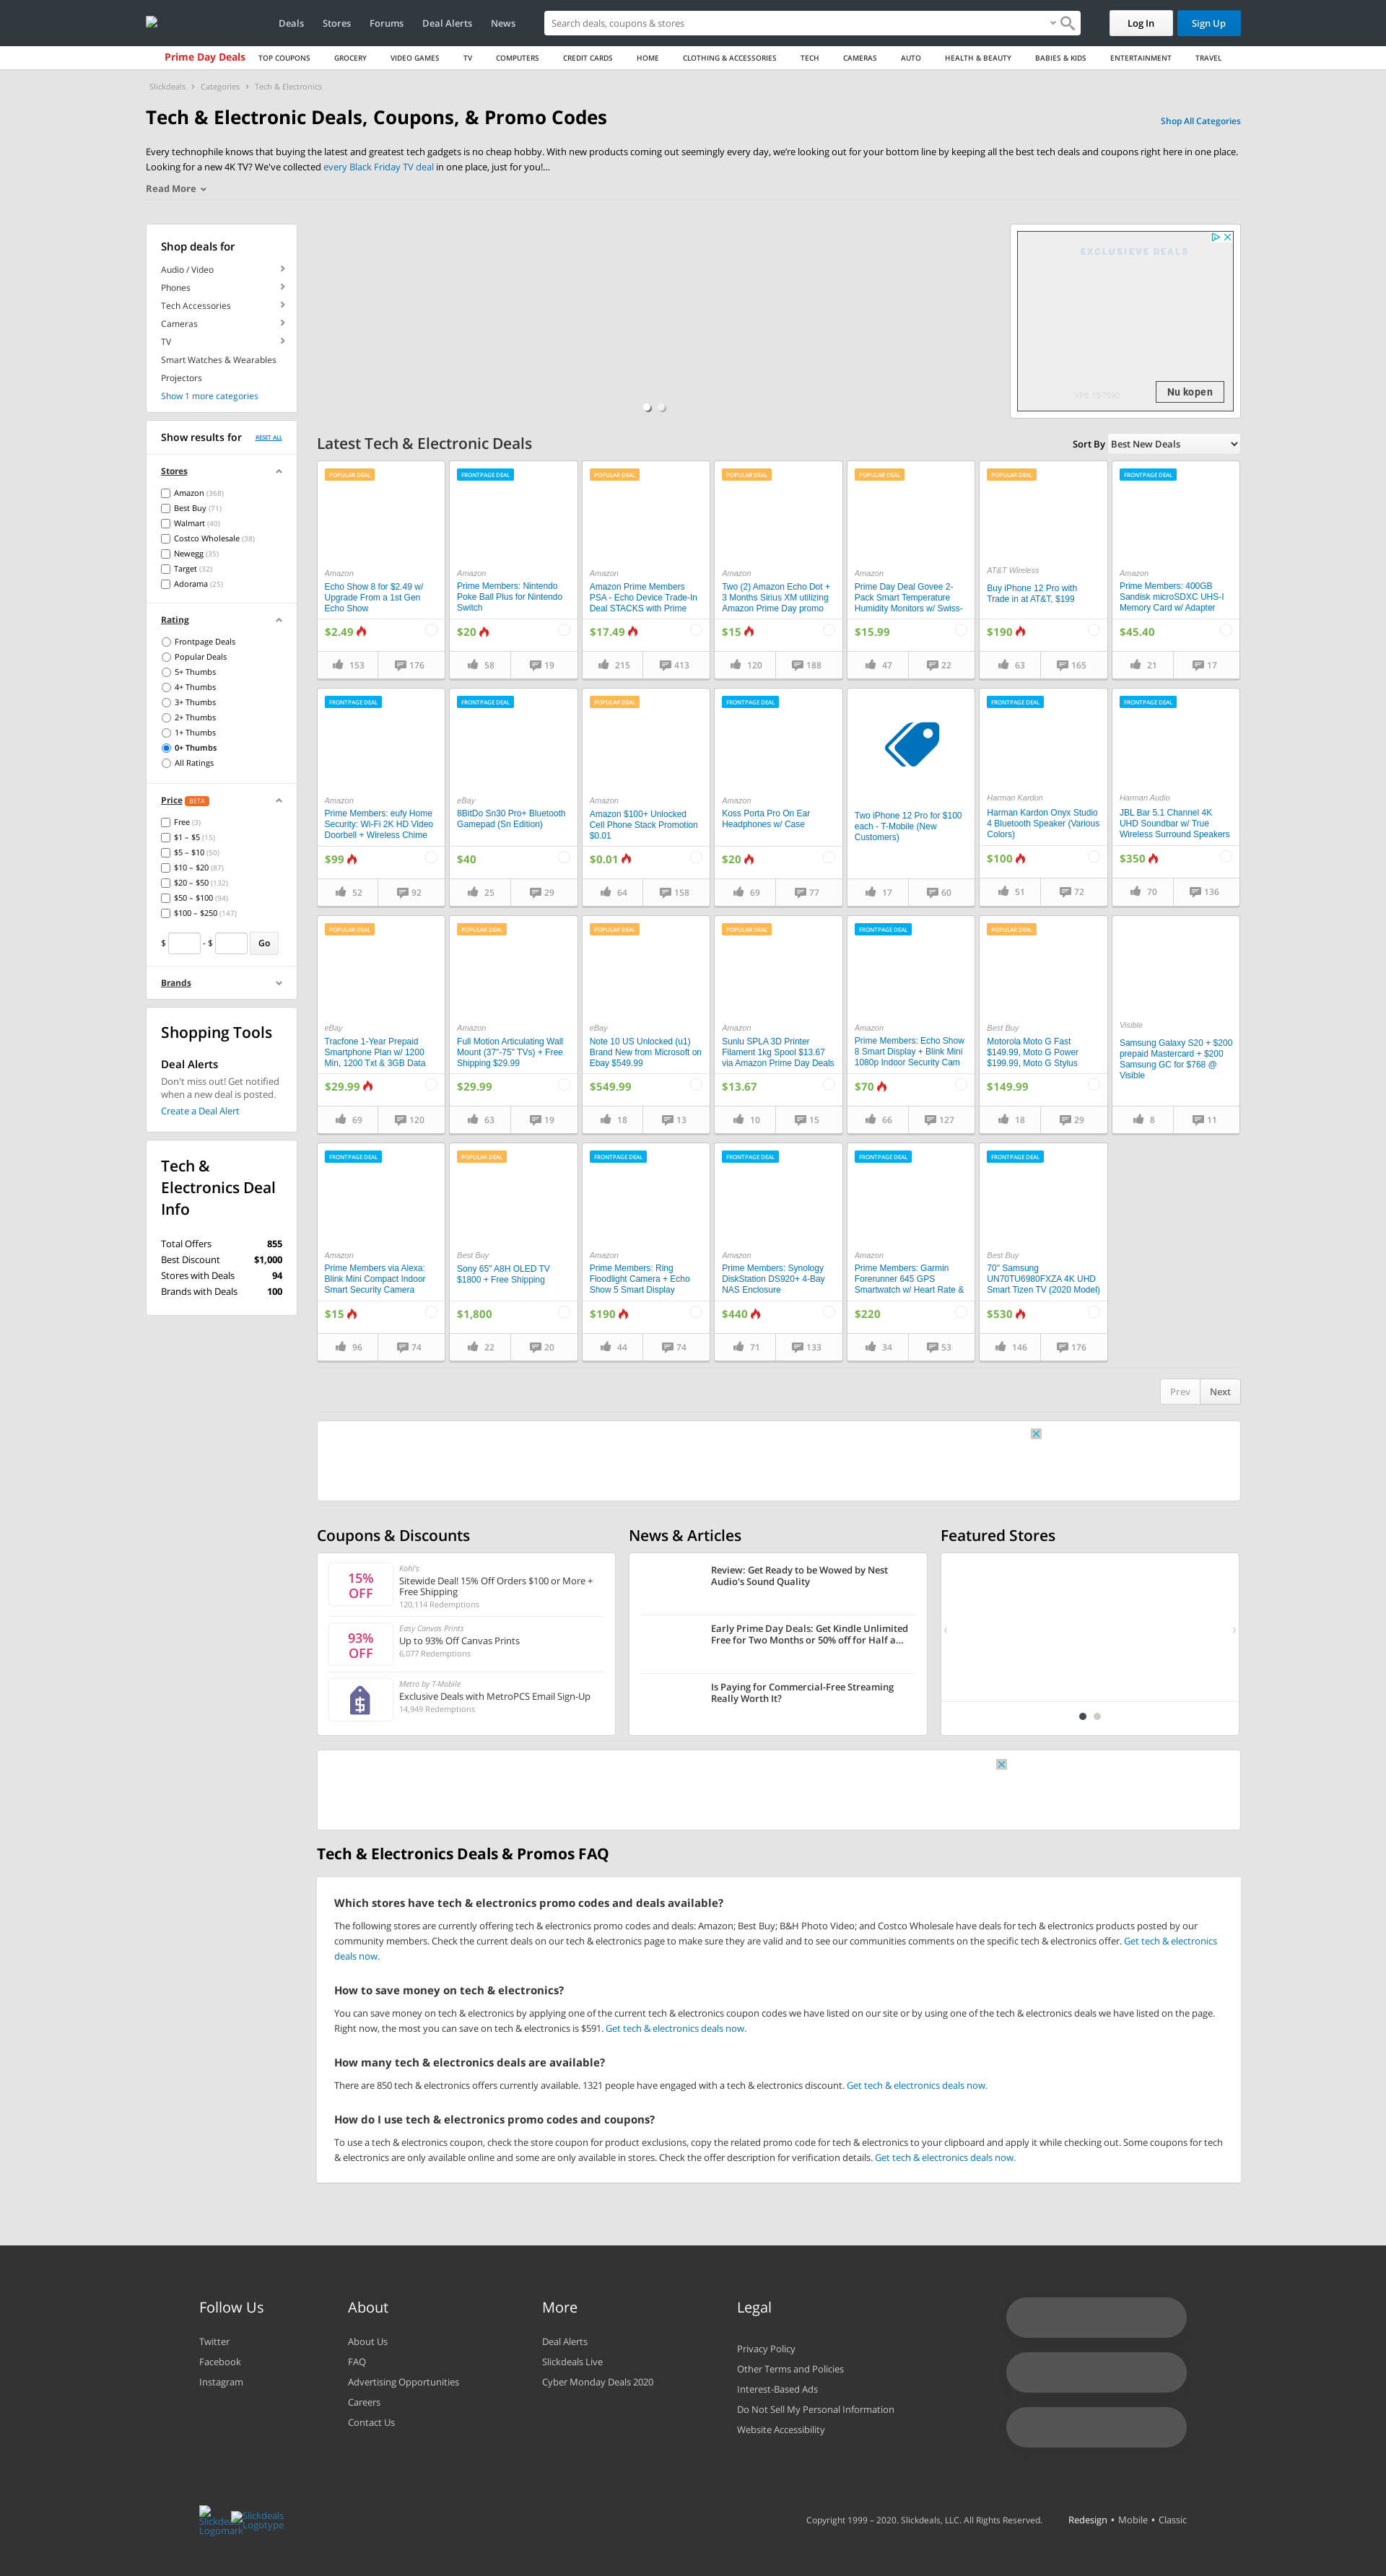 Deals Stores Forums Deal Alerts News Search deals, coupons & stores Log In Sign Up
Prime Day Deals TOP COUPONS GROCERY VIDEO GAMES TV COMPUTERS CREDIT CARDS HOME CLOTHING & ACCESSORIES TECH CAMERAS AUTO HEALTH & BEAUTY BABIES & KIDS ENTERTAINMENT TRAVEL
Slickdeals › Categories › Tech & Electronics
Tech & Electronic Deals, Coupons, & Promo Codes
Shop All Categories
Every technophile knows that buying the latest and greatest tech gadgets is no cheap hobby. With new products coming out seemingly every day, we're looking out for your bottom line by keeping all the best tech deals and coupons right here in one place.
Looking for a new 4K TV? We've collected every Black Friday TV deal in one place, just for you!...
Read More
Shop deals for
Audio / Video
Phones
Tech Accessories
Cameras
TV
Smart Watches & Wearables
Projectors
Show 1 more categories
EXCLUSIEVE DEALS
XPS 15-7590
Nu kopen
Show results for RESET ALL
Stores
Amazon (368)
Best Buy (71)
Walmart (40)
Costco Wholesale (38)
Newegg (35)
Target (32)
Adorama (25)
Rating
Frontpage Deals
Popular Deals
5+ Thumbs
4+ Thumbs
3+ Thumbs
2+ Thumbs
1+ Thumbs
0+ Thumbs
All Ratings
Price BETA
Free (3)
$1 – $5 (15)
$5 – $10 (50)
$10 – $20 (87)
$20 – $50 (132)
$50 – $100 (94)
$100 – $250 (147)
$ - $ Go
Brands
Shopping Tools
Deal Alerts
Don't miss out! Get notified
when a new deal is posted.
Create a Deal Alert
Tech &
Electronics Deal
Info
Total Offers 855
Best Discount $1,000
Stores with Deals 94
Brands with Deals 100
Latest Tech & Electronic Deals
Sort By Best New Deals
POPULAR DEAL
Amazon
Echo Show 8 for $2.49 w/
Upgrade From a 1st Gen
Echo Show
$2.49
153 176
FRONTPAGE DEAL
Amazon
Prime Members: Nintendo
Poke Ball Plus for Nintendo
Switch
$20
58 19
POPULAR DEAL
Amazon
Amazon Prime Members
PSA - Echo Device Trade-In
Deal STACKS with Prime
$17.49
215 413
POPULAR DEAL
Amazon
Two (2) Amazon Echo Dot +
3 Months Sirius XM utilizing
Amazon Prime Day promo
$15
120 188
POPULAR DEAL
Amazon
Prime Day Deal Govee 2-
Pack Smart Temperature
Humidity Monitors w/ Swiss-
$15.99
47 22
POPULAR DEAL
AT&T Wireless
Buy iPhone 12 Pro with
Trade in at AT&T, $199
$190
63 165
FRONTPAGE DEAL
Amazon
Prime Members: 400GB
Sandisk microSDXC UHS-I
Memory Card w/ Adapter
$45.40
21 17
FRONTPAGE DEAL
Amazon
Prime Members: eufy Home
Security: Wi-Fi 2K HD Video
Doorbell + Wireless Chime
$99
52 92
FRONTPAGE DEAL
eBay
8BitDo Sn30 Pro+ Bluetooth
Gamepad (Sn Edition)
$40
25 29
POPULAR DEAL
Amazon
Amazon $100+ Unlocked
Cell Phone Stack Promotion
$0.01
$0.01
64 158
FRONTPAGE DEAL
Amazon
Koss Porta Pro On Ear
Headphones w/ Case
$20
69 77
Two iPhone 12 Pro for $100
each - T-Mobile (New
Customers)
17 60
FRONTPAGE DEAL
Harman Kardon
Harman Kardon Onyx Studio
4 Bluetooth Speaker (Various
Colors)
$100
51 72
FRONTPAGE DEAL
Harman Audio
JBL Bar 5.1 Channel 4K
UHD Soundbar w/ True
Wireless Surround Speakers
$350
70 136
POPULAR DEAL
eBay
Tracfone 1-Year Prepaid
Smartphone Plan w/ 1200
Min, 1200 Txt & 3GB Data
$29.99
69 120
POPULAR DEAL
Amazon
Full Motion Articulating Wall
Mount (37"-75" TVs) + Free
Shipping $29.99
$29.99
63 19
POPULAR DEAL
eBay
Note 10 US Unlocked (u1)
Brand New from Microsoft on
Ebay $549.99
$549.99
18 13
POPULAR DEAL
Amazon
Sunlu SPLA 3D Printer
Filament 1kg Spool $13.67
via Amazon Prime Day Deals
$13.67
10 15
FRONTPAGE DEAL
Amazon
Prime Members: Echo Show
8 Smart Display + Blink Mini
1080p Indoor Security Cam
$70
66 127
POPULAR DEAL
Best Buy
Motorola Moto G Fast
$149.99, Moto G Power
$199.99, Moto G Stylus
$149.99
18 29
Visible
Samsung Galaxy S20 + $200
prepaid Mastercard + $200
Samsung GC for $768 @
Visible
8 11
FRONTPAGE DEAL
Amazon
Prime Members via Alexa:
Blink Mini Compact Indoor
Smart Security Camera
$15
96 74
POPULAR DEAL
Best Buy
Sony 65" A8H OLED TV
$1800 + Free Shipping
$1,800
22 20
FRONTPAGE DEAL
Amazon
Prime Members: Ring
Floodlight Camera + Echo
Show 5 Smart Display
$190
44 74
FRONTPAGE DEAL
Amazon
Prime Members: Synology
DiskStation DS920+ 4-Bay
NAS Enclosure
$440
71 133
FRONTPAGE DEAL
Amazon
Prime Members: Garmin
Forerunner 645 GPS
Smartwatch w/ Heart Rate &
$220
34 53
FRONTPAGE DEAL
Best Buy
70" Samsung
UN70TU6980FXZA 4K UHD
Smart Tizen TV (2020 Model)
$530
146 176
Prev Next
Coupons & Discounts
15%
OFF
Kohl's
Sitewide Deal! 15% Off Orders $100 or More +
Free Shipping
120,114 Redemptions
93%
OFF
Easy Canvas Prints
Up to 93% Off Canvas Prints
6,077 Redemptions
Metro by T-Mobile
Exclusive Deals with MetroPCS Email Sign-Up
14,949 Redemptions
News & Articles
Review: Get Ready to be Wowed by Nest
Audio's Sound Quality
Early Prime Day Deals: Get Kindle Unlimited
Free for Two Months or 50% off for Half a...
Is Paying for Commercial-Free Streaming
Really Worth It?
Featured Stores
Tech & Electronics Deals & Promos FAQ
Which stores have tech & electronics promo codes and deals available?
The following stores are currently offering tech & electronics promo codes and deals: Amazon; Best Buy; B&H Photo Video; and Costco Wholesale have deals for tech & electronics products posted by our
community members. Check the current deals on our tech & electronics page to make sure they are valid and to see our communities comments on the specific tech & electronics offer. Get tech & electronics
deals now.
How to save money on tech & electronics?
You can save money on tech & electronics by applying one of the current tech & electronics coupon codes we have listed on our site or by using one of the tech & electronics deals we have listed on the page.
Right now, the most you can save on tech & electronics is $591. Get tech & electronics deals now.
How many tech & electronics deals are available?
There are 850 tech & electronics offers currently available. 1321 people have engaged with a tech & electronics discount. Get tech & electronics deals now.
How do I use tech & electronics promo codes and coupons?
To use a tech & electronics coupon, check the store coupon for product exclusions, copy the related promo code for tech & electronics to your clipboard and apply it while checking out. Some coupons for tech
& electronics are only available online and some are only available in stores. Check the offer description for verification details. Get tech & electronics deals now.
Follow Us
Twitter
Facebook
Instagram
About
About Us
FAQ
Advertising Opportunities
Careers
Contact Us
More
Deal Alerts
Slickdeals Live
Cyber Monday Deals 2020
Legal
Privacy Policy
Other Terms and Policies
Interest-Based Ads
Do Not Sell My Personal Information
Website Accessibility
Slickdeals
Logomark
Slickdeals
Logotype
Copyright 1999 – 2020. Slickdeals, LLC. All Rights Reserved. Redesign • Mobile • Classic